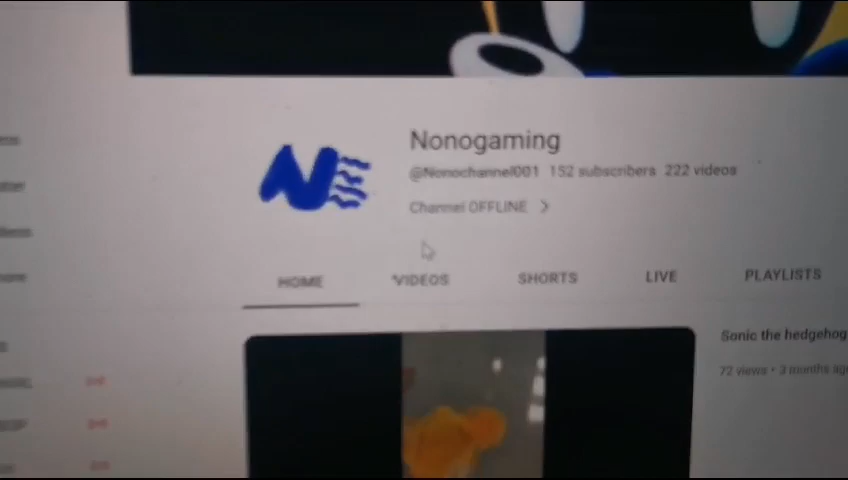 Nonogaming
@Nonochannel001 152 subscribers 222 videos
Channel OFFLINE >
HOME VIDEOS SHORTS LIVE PLAYLISTS
Sonic the hedgehog
72 views • 3 months ago